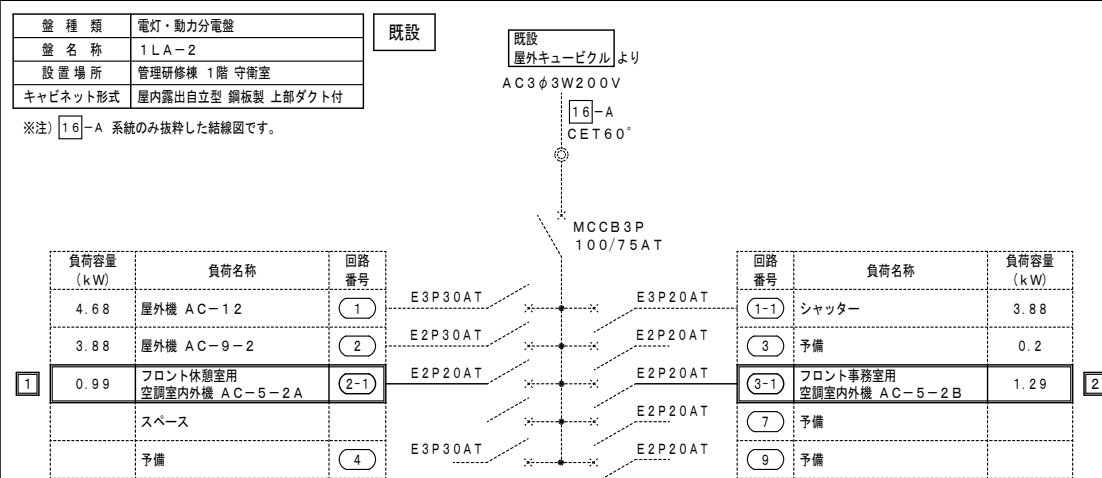 盤種類 電灯・動力分電盤
盤名称 1LA-2
設置場所 管理研修棟 1階 守衛室
キャビネット形式 屋内露出自立型 鋼板製 上部ダクト付
既設
※注) 16-A 系統のみ抜粋した結線図です。
既設
屋外キュービクル より
AC3φ3W200V
16-A
CET60°
MCCB3P
100/75AT
負荷容量
(kW)
負荷名称
回路
番号
4.68 屋外機 AC-12 1 E3P30AT
3.88 屋外機 AC-9-2 2 E2P30AT
1 0.99 フロント休憩室用
空調室内外機 AC-5-2A 2-1 E2P20AT
スペース
予備 4 E3P30AT
回路
番号
負荷名称
負荷容量
(kW)
E3P20AT 1-1 シャッター 3.88
E2P20AT 3 予備 0.2
E2P20AT 3-1 フロント事務室用
空調室内外機 AC-5-2B 1.29 2
E2P20AT 7 予備
E2P20AT 9 予備